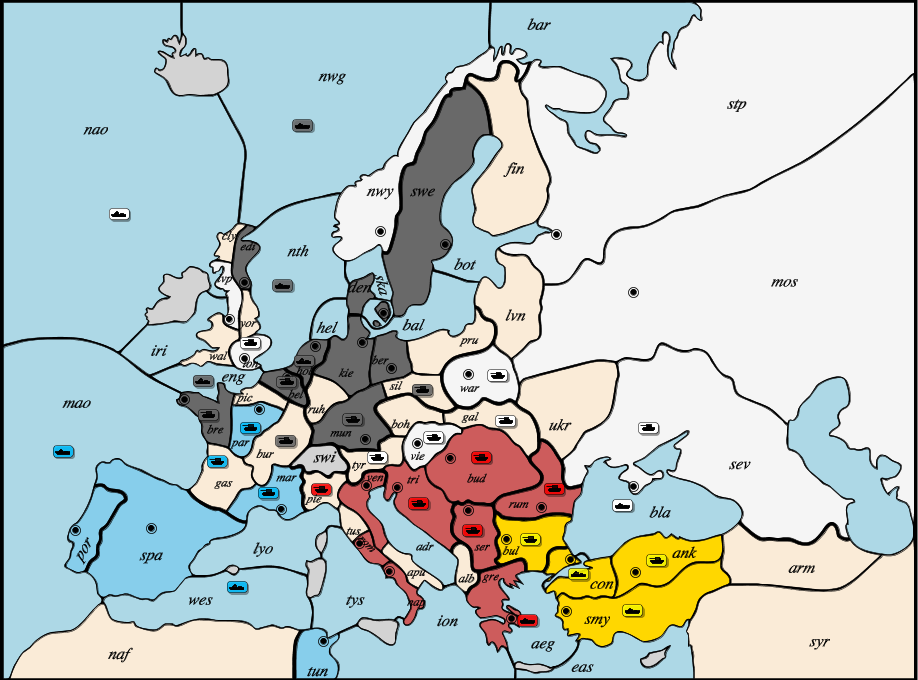 bar
nwg
stp
nao
fin
nwy
swe
cly
edi
nth
bot
lvp
den
ska
mos
lvn
hel
bal
yor
iri
wal
lon
pru
eng
hol
kie
ber
war
mao
pic
bel
sil
ruh
bre
par
bur
mun
boh
gal
ukr
swi
tyr
vie
gas
mar
pie
ven
tri
bud
sev
rum
bla
por
spa
lyo
tus
rom
adr
ser
bul
ank
wes
tys
apu
nap
alb
gre
con
arm
smy
ion
aeg
naf
tun
eas
syr